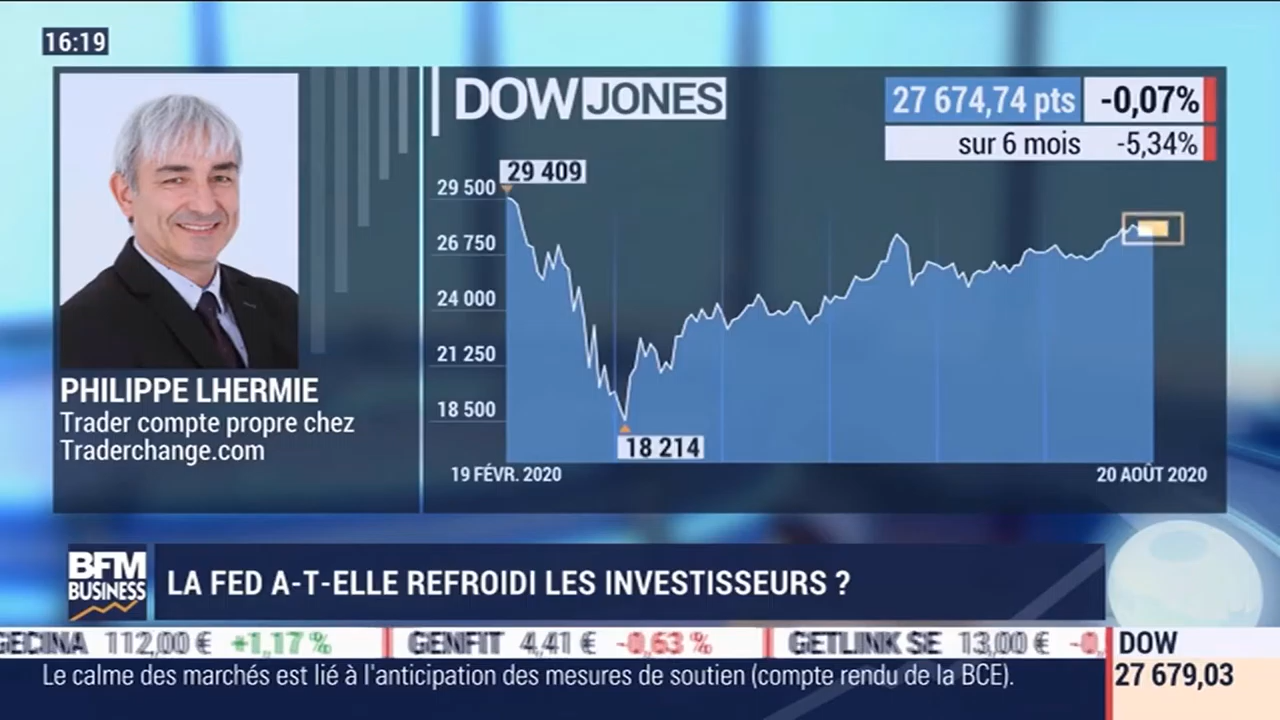 16:19
DOW JONES
27 674,74 pts -0,07%
sur 6 mois -5,34%
29 409
29 500
26 750
24 000
21 250
18 500
18 214
19 FÉVR. 2020
20 AOÛT 2020
PHILIPPE LHERMIE
Trader compte propre chez
Traderchange.com
BFM
BUSINESS
LA FED A-T-ELLE REFROIDI LES INVESTISSEURS ?
GECINA 112,00 € +1,17 % GENFIT 4,41 € -0,63 % GETLINK SE 13,00 € -0,
DOW
27 679,03
Le calme des marchés est lié à l'anticipation des mesures de soutien (compte rendu de la BCE).